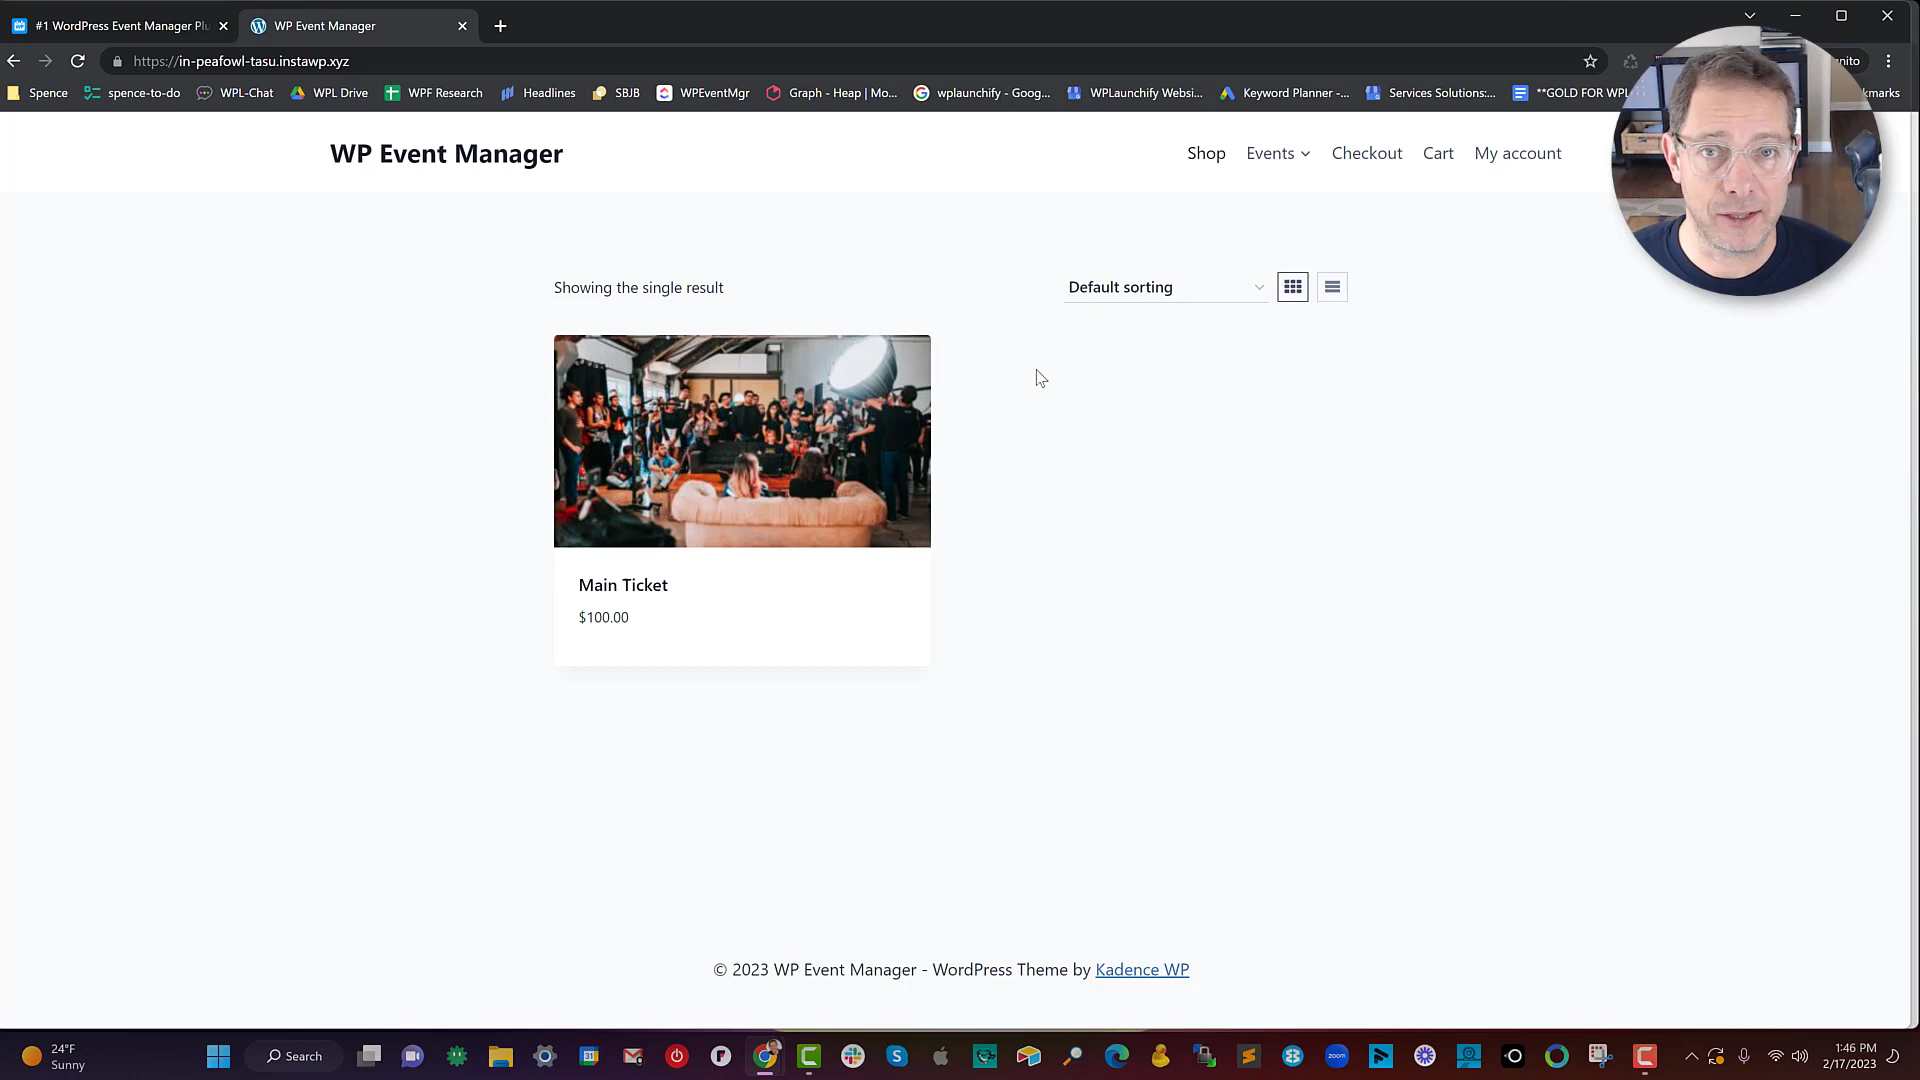 #1 WordPress Event Manager Plu
WP Event Manager
https://in-peafowl-tasu.instawp.xyz
Spence
spence-to-do
WPL-Chat
WPL Drive
WPF Research
Headlines
SBJB
WPEventMgr
Graph - Heap | Mo...
wplaunchify - Goog...
WPLaunchify Websi...
Keyword Planner -...
Services Solutions:...
**GOLD FOR WPL
WP Event Manager
Shop
Events
Checkout
Cart
My account
Showing the single result
Default sorting
Main Ticket
$100.00
© 2023 WP Event Manager - WordPress Theme by Kadence WP
24°F
Sunny
Search
31
zoom
1:46 PM
2/17/2023